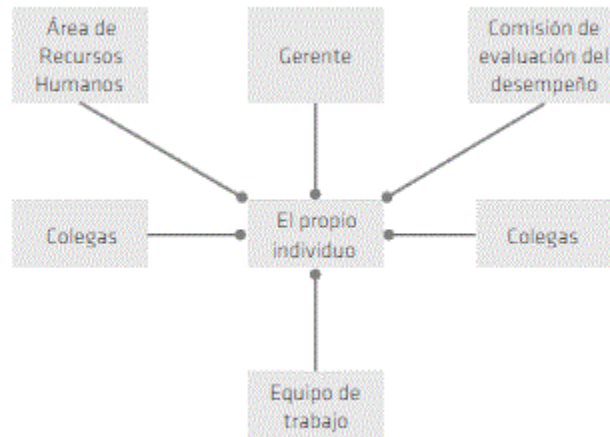 Área de
Recursos
Humanos
Gerente
Comisión de
evaluación del
desempeño
Colegas
El propio
individuo
Colegas
Equipo de
trabajo